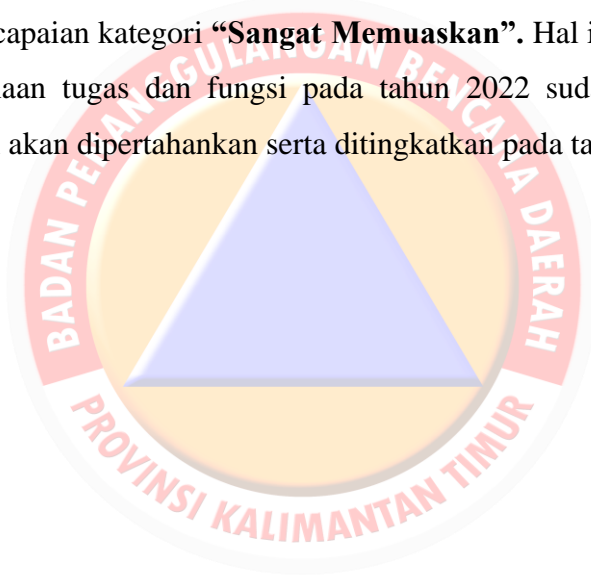 capaian kategori “Sangat Memuaskan”. Hal i
naan tugas dan fungsi pada tahun 2022 sud
akan dipertahankan serta ditingkatkan pada ta
BADAN PENANGGULANGAN BENCANA DAERAH
PROVINSI KALIMANTAN TIMUR